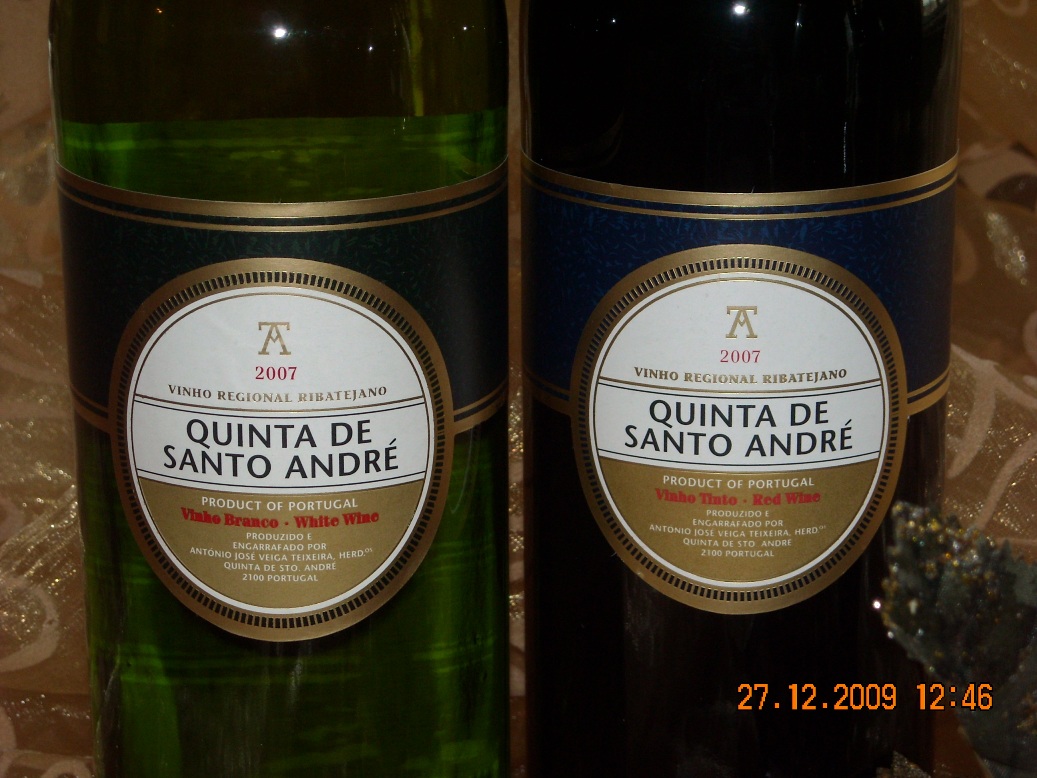 TA
2007
VINHO REGIONAL RIBATEJANO
QUINTA DE
SANTO ANDRÉ
PRODUCT OF PORTUGAL
Vinho Branco · White Wine
PRODUZIDO E
ENGARRAFADO POR
ANTÓNIO JOSÉ VEIGA TEIXEIRA, HERD.OS
QUINTA DE STO. ANDRÉ
2100 PORTUGAL
TA
2007
VINHO REGIONAL RIBATEJANO
QUINTA DE
SANTO ANDRÉ
PRODUCT OF PORTUGAL
Vinho Tinto · Red Wine
PRODUZIDO E
ENGARRAFADO POR
ANTÓNIO JOSÉ VEIGA TEIXEIRA, HERD.OS
QUINTA DE STO. ANDRÉ
2100 PORTUGAL
27.12.2009 12:46